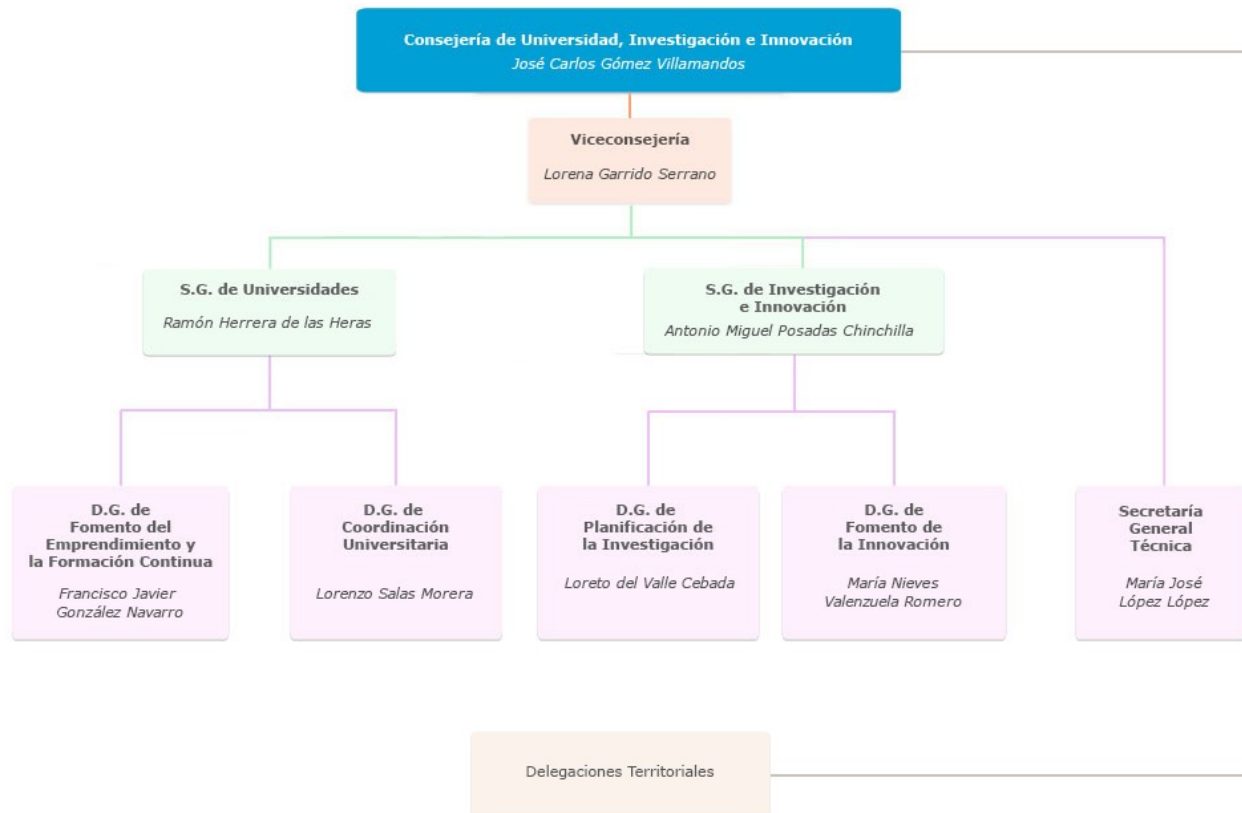 Consejería de Universidad, Investigación e Innovación
José Carlos Gómez Villamandos
Viceconsejería
Lorena Garrido Serrano
S.G. de Universidades
Ramón Herrera de las Heras
S.G. de Investigación
e Innovación
Antonio Miguel Posadas Chinchilla
D.G. de
Fomento del
Emprendimiento y
la Formación Continua
Francisco Javier
González Navarro
D.G. de
Coordinación
Universitaria
Lorenzo Salas Morera
D.G. de
Planificación de
la Investigación
Loreto del Valle Cebada
D.G. de
Fomento de
la Innovación
María Nieves
Valenzuela Romero
Secretaría
General
Técnica
María José
López López
Delegaciones Territoriales